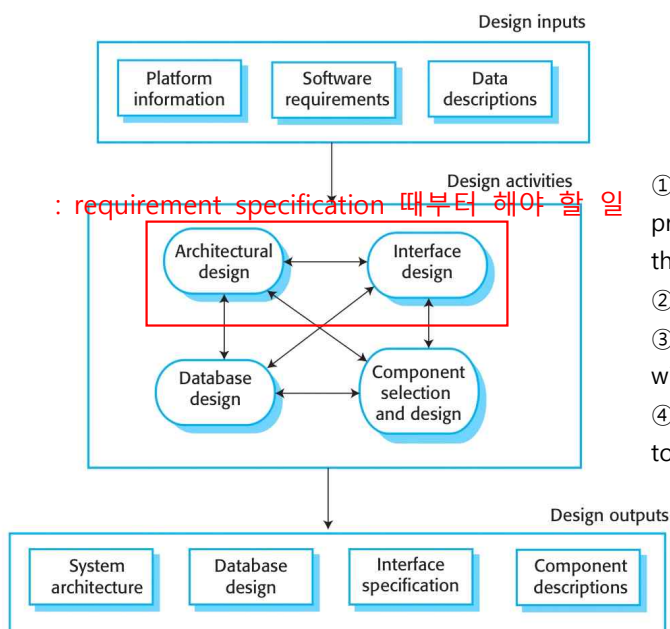 Design inputs
Platform
information
Software
requirements
Data
descriptions
Design activities
: requirement specification 때부터 해야 할 일
Architectural
design
Interface
design
Database
design
Component
selection
and design
①
pr
th
②
③
w
④
to
Design outputs
System
architecture
Database
design
Interface
specification
Component
descriptions